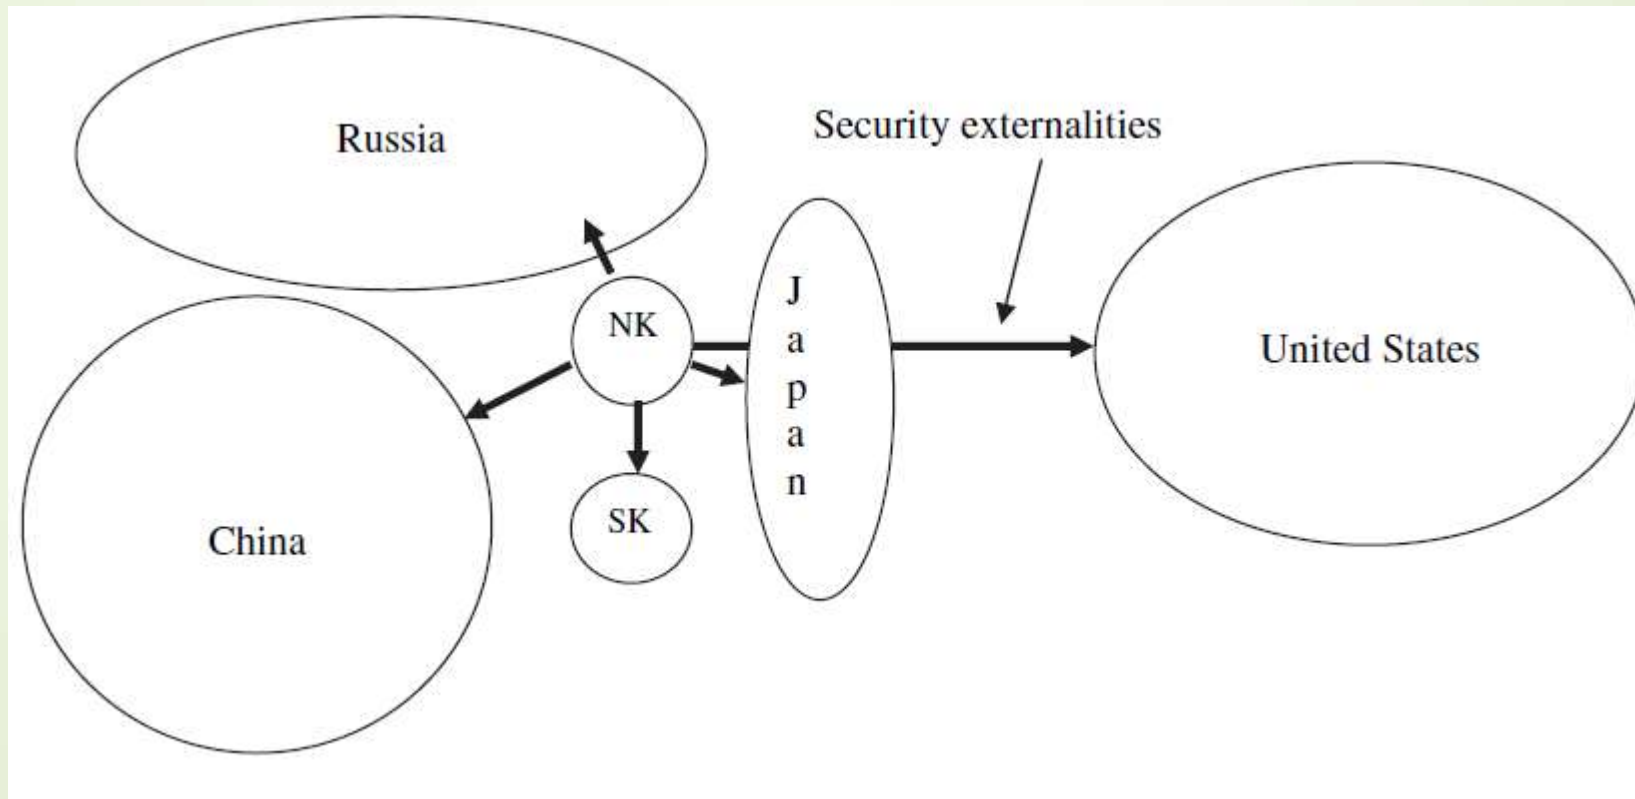 Russia
Security externalities
NK
J
a
p
a
n
United States
SK
China